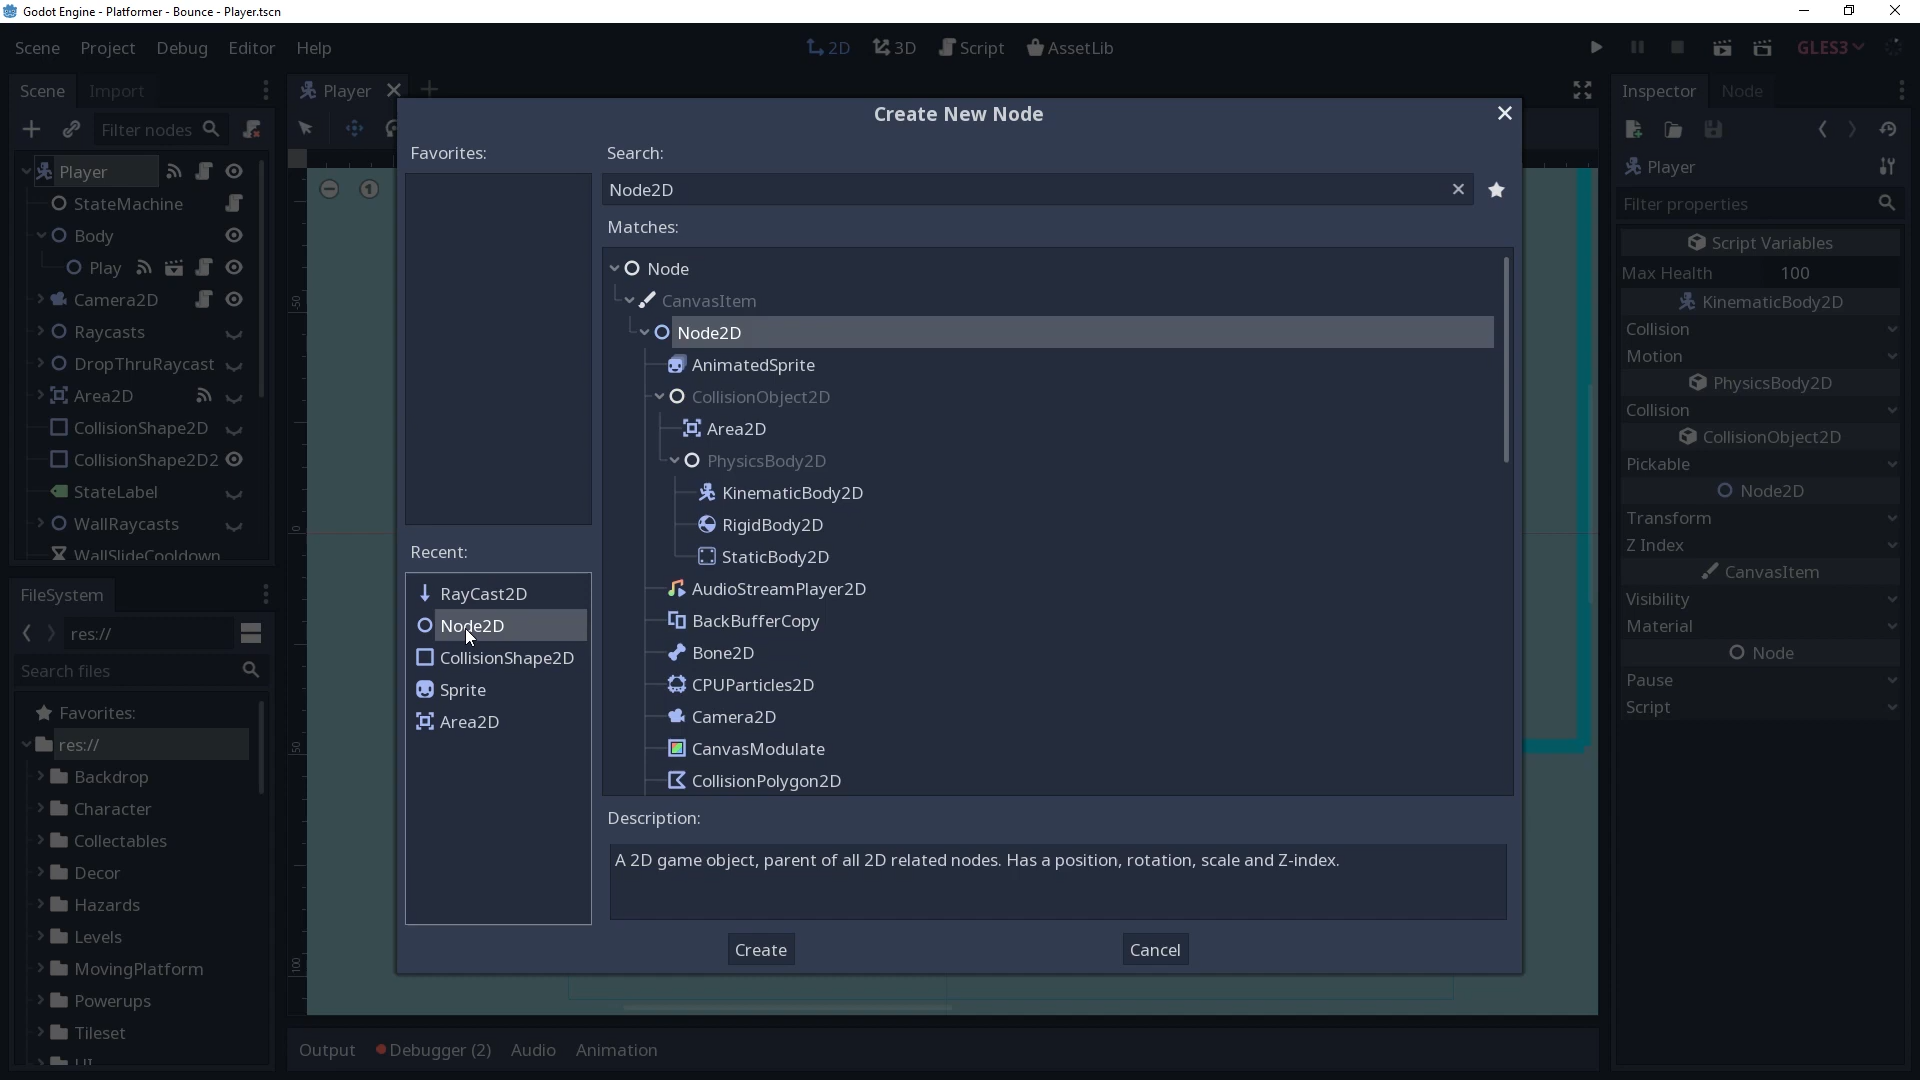 Godot Engine - Platformer - Bounce - Player.tscn
Scene Project Debug Editor Help
2D 3D Script AssetLib
GLES3
Scene Import
Filter nodes
Player
StateMachine
Body
Play
Camera2D
Raycasts
DropThruRaycast
Area2D
CollisionShape2D
CollisionShape2D2
StateLabel
WallRaycasts
WallSlideCooldown
FileSystem
res://
Search files
Favorites:
res://
Backdrop
Character
Collectables
Decor
Hazards
Levels
MovingPlatform
Powerups
Tileset
UI
Player
-50
0
50
100
Create New Node
Favorites:
Recent:
RayCast2D
Node2D
CollisionShape2D
Sprite
Area2D
Search:
Node2D
Matches:
Node
CanvasItem
Node2D
AnimatedSprite
CollisionObject2D
Area2D
PhysicsBody2D
KinematicBody2D
RigidBody2D
StaticBody2D
AudioStreamPlayer2D
BackBufferCopy
Bone2D
CPUParticles2D
Camera2D
CanvasModulate
CollisionPolygon2D
Description:
A 2D game object, parent of all 2D related nodes. Has a position, rotation, scale and Z-index.
Create Cancel
Output Debugger (2) Audio Animation
Inspector Node
Player
Filter properties
Script Variables
Max Health 100
KinematicBody2D
Collision
Motion
PhysicsBody2D
Collision
CollisionObject2D
Pickable
Node2D
Transform
Z Index
CanvasItem
Visibility
Material
Node
Pause
Script